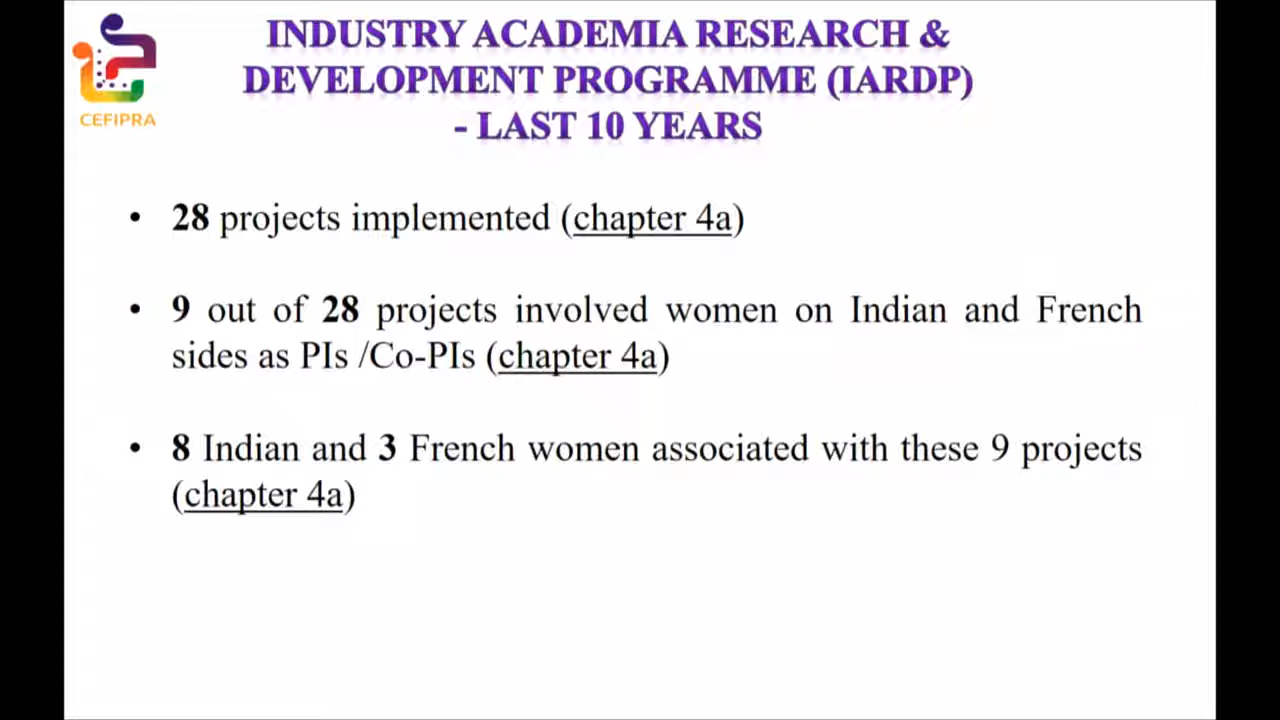 INDUSTRY ACADEMIA RESEARCH &
DEVELOPMENT PROGRAMME (IARDP)
- LAST 10 YEARS
CEFIPRA
• 28 projects implemented (chapter 4a)
• 9 out of 28 projects involved women on Indian and French
sides as PIs /Co-PIs (chapter 4a)
• 8 Indian and 3 French women associated with these 9 projects
(chapter 4a)